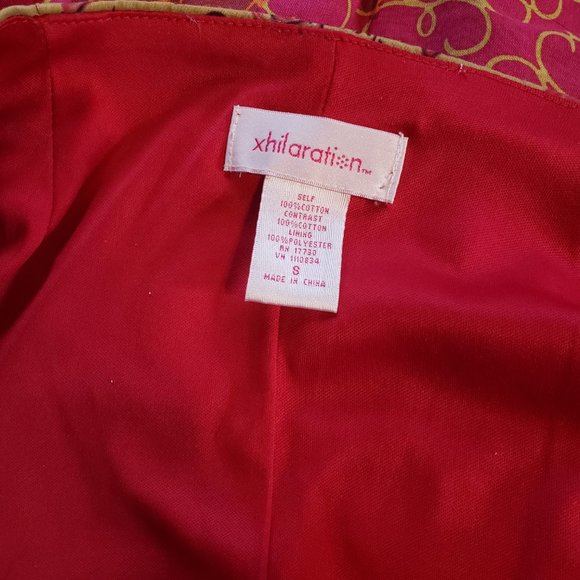 xhilaration™
SELF
100%COTTON
CONTRAST
100%COTTON
LINING
100%POLYESTER
RN 17730
VN 1110834
S
MADE IN CHINA